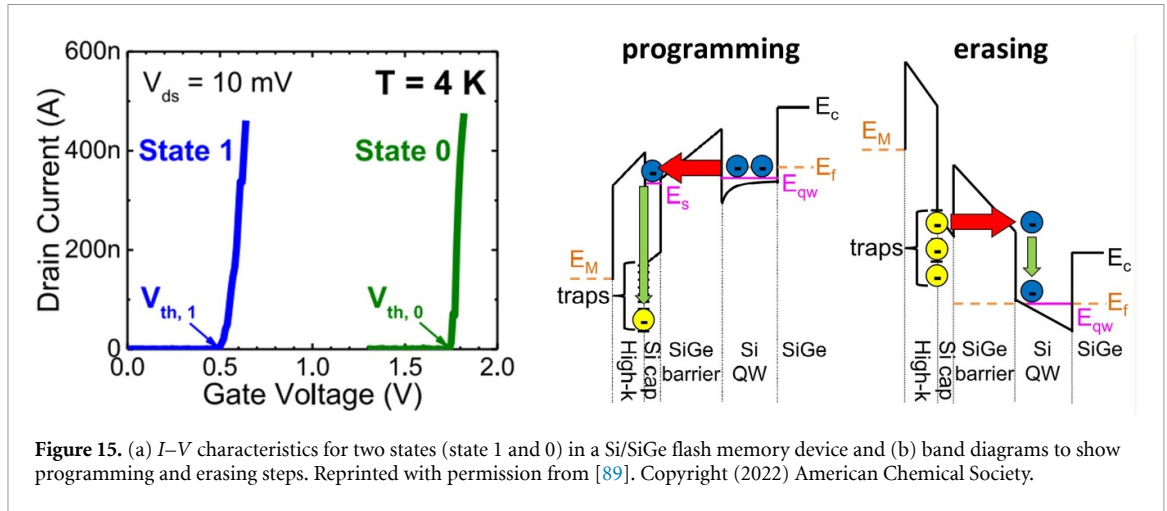 600n
400n
200n
0
Drain Current (A)
V_ds = 10 mV
T = 4 K
State 1
State 0
V_th, 1
V_th, 0
0.0 0.5 1.0 1.5 2.0
Gate Voltage (V)
programming
E_c
E_f
E_qw
E_s
E_M
traps
High-k
Si cap
SiGe barrier
Si QW
SiGe
erasing
E_M
traps
E_c
E_f
E_qw
High-k
Si cap
SiGe barrier
Si QW
SiGe
Figure 15. (a) I–V characteristics for two states (state 1 and 0) in a Si/SiGe flash memory device and (b) band diagrams to show
programming and erasing steps. Reprinted with permission from [89]. Copyright (2022) American Chemical Society.